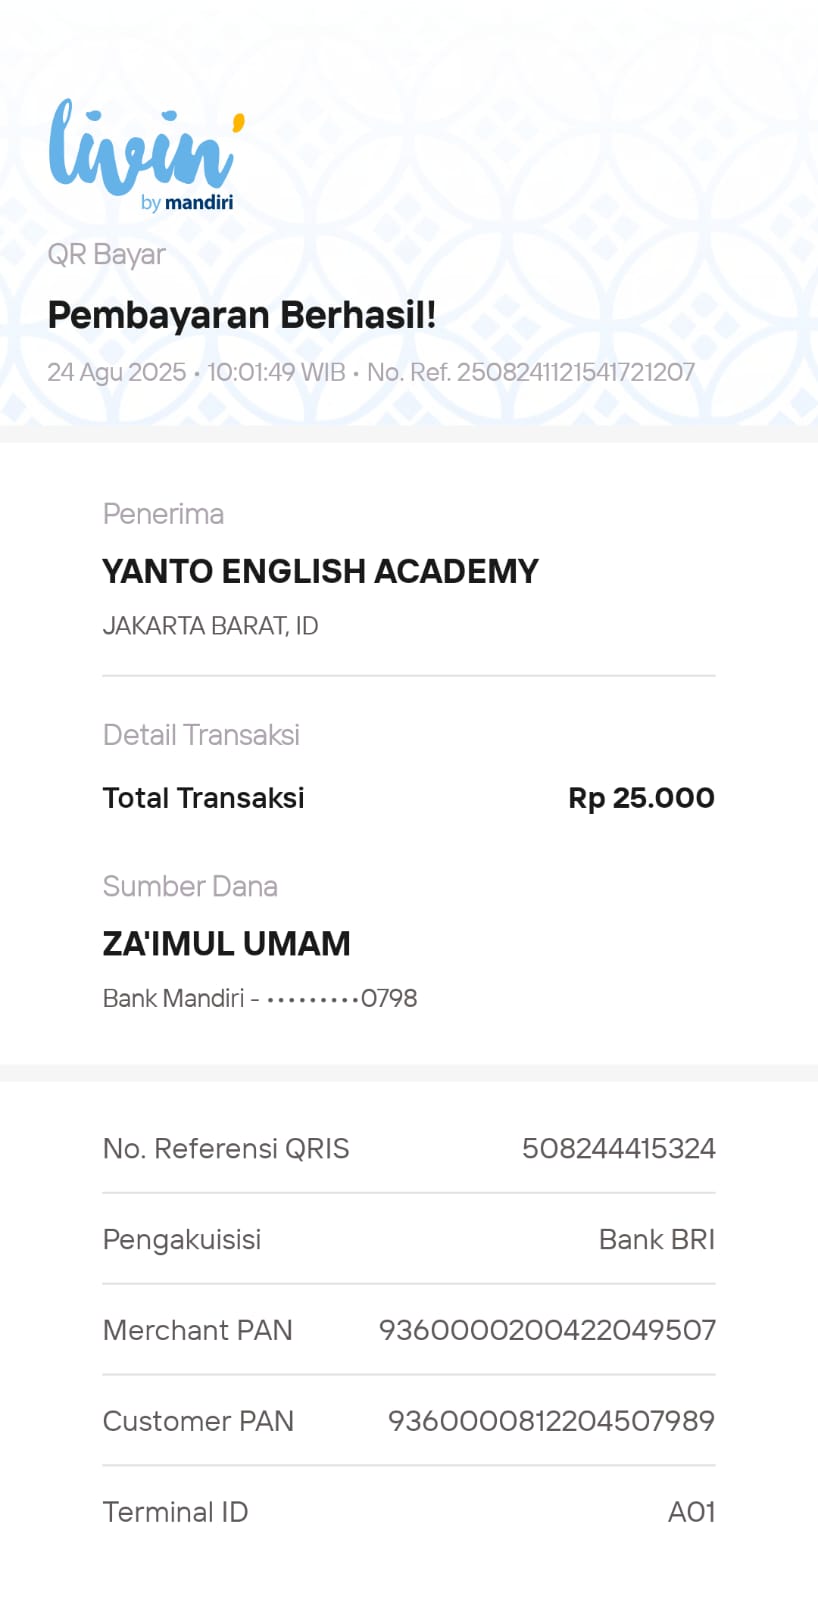 livin'
by mandiri
QR Bayar
Pembayaran Berhasil!
24 Agu 2025 • 10:01:49 WIB • No. Ref. 2508241121541721207
Penerima
YANTO ENGLISH ACADEMY
JAKARTA BARAT, ID
Detail Transaksi
Total Transaksi Rp 25.000
Sumber Dana
ZA'IMUL UMAM
Bank Mandiri - •••••••••0798
No. Referensi QRIS 508244415324
Pengakuisisi Bank BRI
Merchant PAN 9360000200422049507
Customer PAN 9360000812204507989
Terminal ID A01